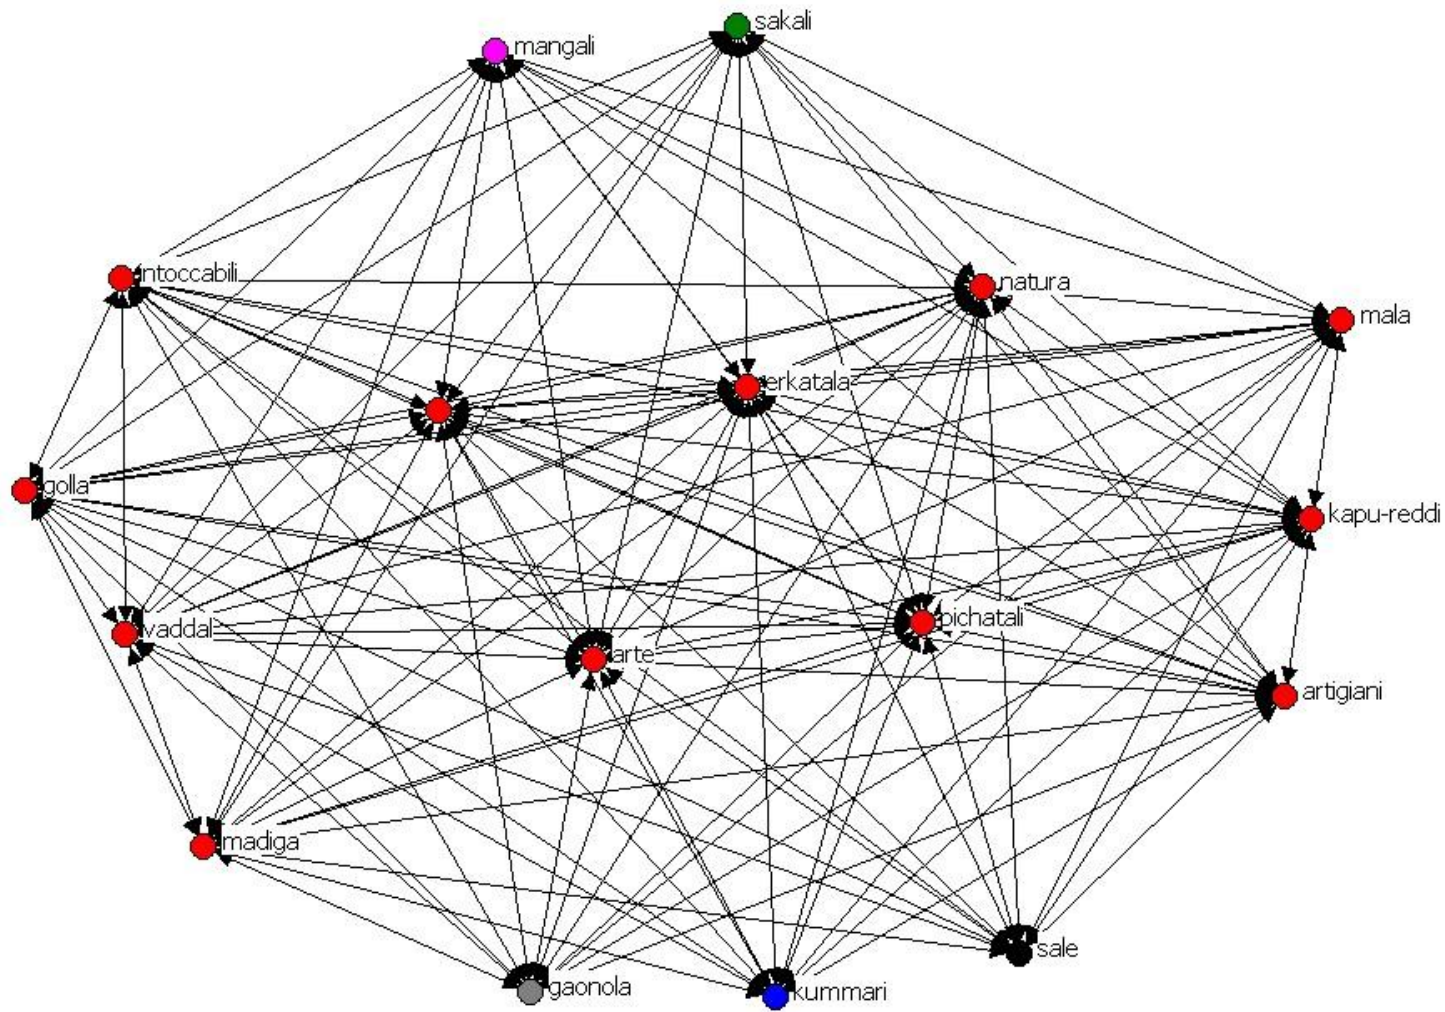 sakali
mangali
intoccabili
natura
mala
erkatala
golla
kapu-reddi
pichatali
vaddal
arte
artigiani
madiga
sale
gaonola
kummari